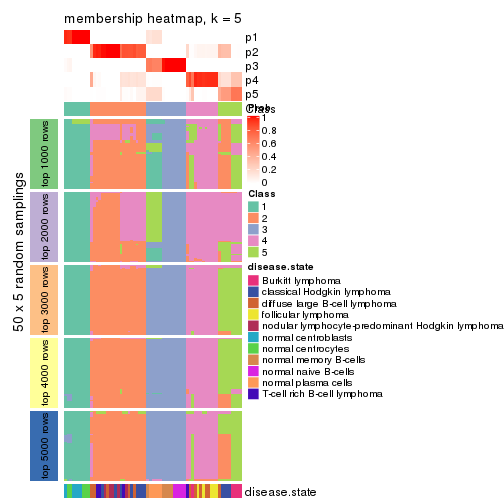 membership heatmap, k = 5
p1
p2
p3
p4
p5
Prob
Class
1
0.8
0.6
0.4
0.2
0
Class
1
2
3
4
5
disease.state
Burkitt lymphoma
classical Hodgkin lymphoma
diffuse large B-cell lymphoma
follicular lymphoma
nodular lymphocyte-predominant Hodgkin lymphoma
normal centroblasts
normal centrocytes
normal memory B-cells
normal naive B-cells
normal plasma cells
T-cell rich B-cell lymphoma
50 x 5 random samplings
top 1000 rows
top 2000 rows
top 3000 rows
top 4000 rows
top 5000 rows
disease.state